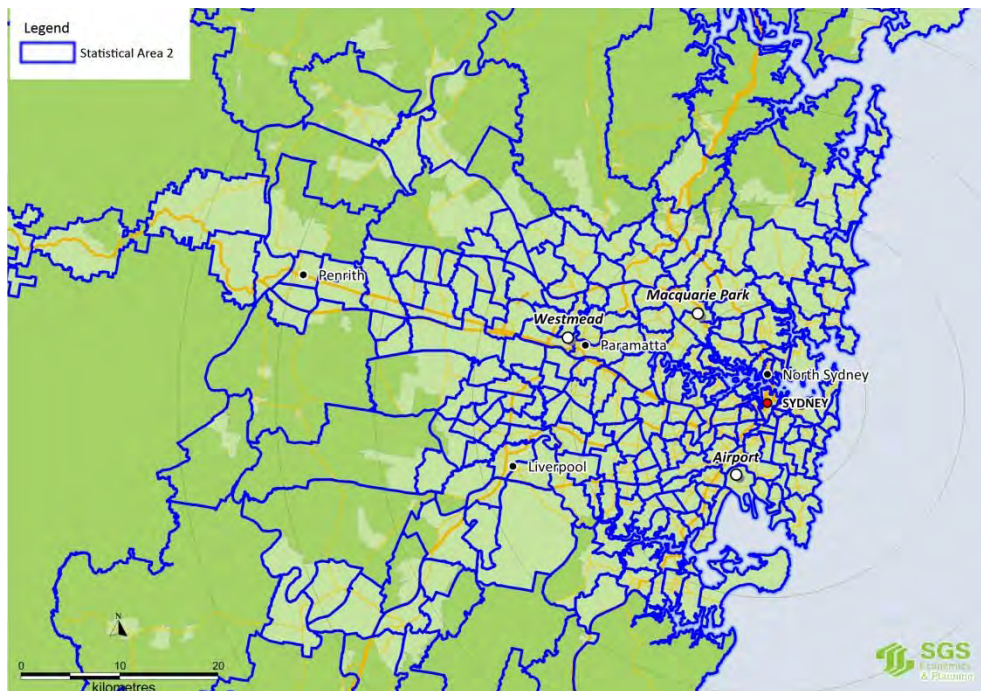 Legend
Statistical Area 2
Penrith
Macquarie Park
Westmead
Paramatta
North Sydney
SYDNEY
Airport
Liverpool
N
0 10 20
kilometres
SGS
Economics
& Planning